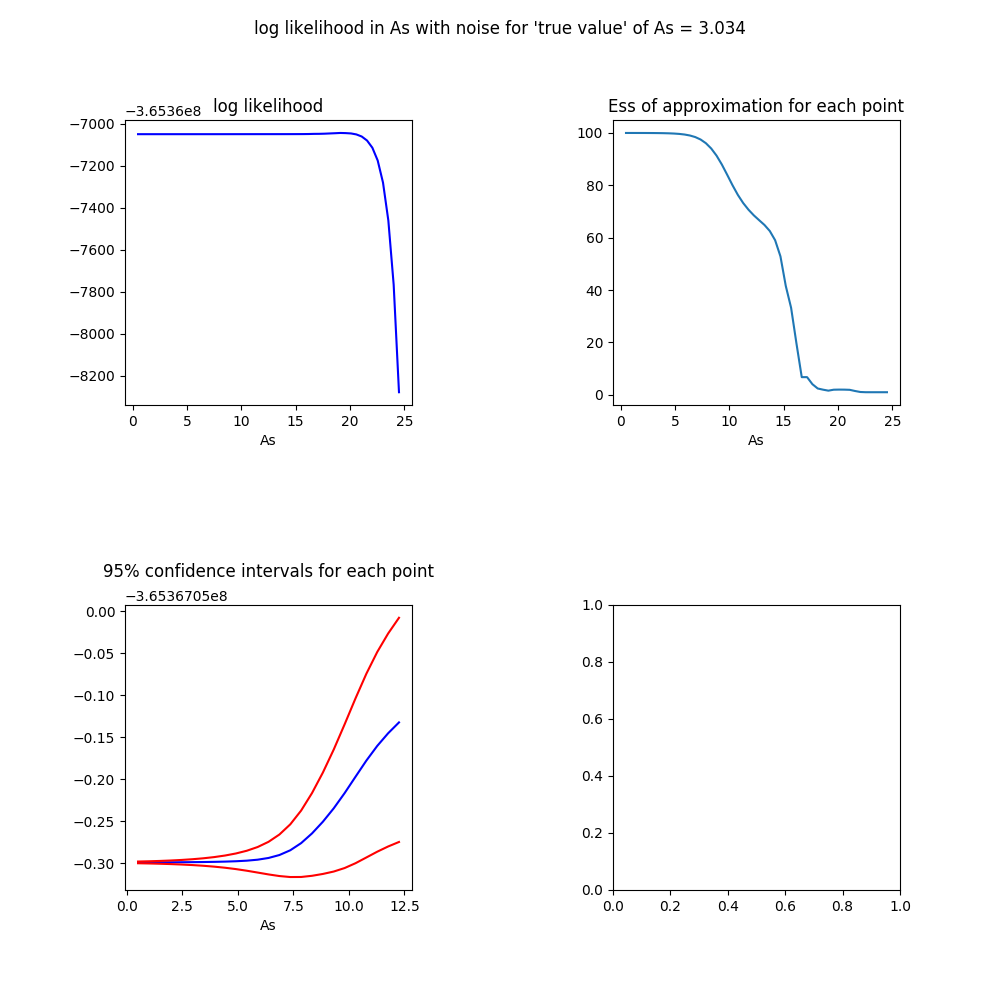 log likelihood in As with noise for 'true value' of As = 3.034
−3.6536e8
log likelihood
−7000
−7200
−7400
−7600
−7800
−8000
−8200
0 5 10 15 20 25
As
Ess of approximation for each point
100
80
60
40
20
0
0 5 10 15 20 25
As
95% confidence intervals for each point
−3.6536705e8
0.00
−0.05
−0.10
−0.15
−0.20
−0.25
−0.30
0.0 2.5 5.0 7.5 10.0 12.5
As
1.0
0.8
0.6
0.4
0.2
0.0
0.0 0.2 0.4 0.6 0.8 1.0